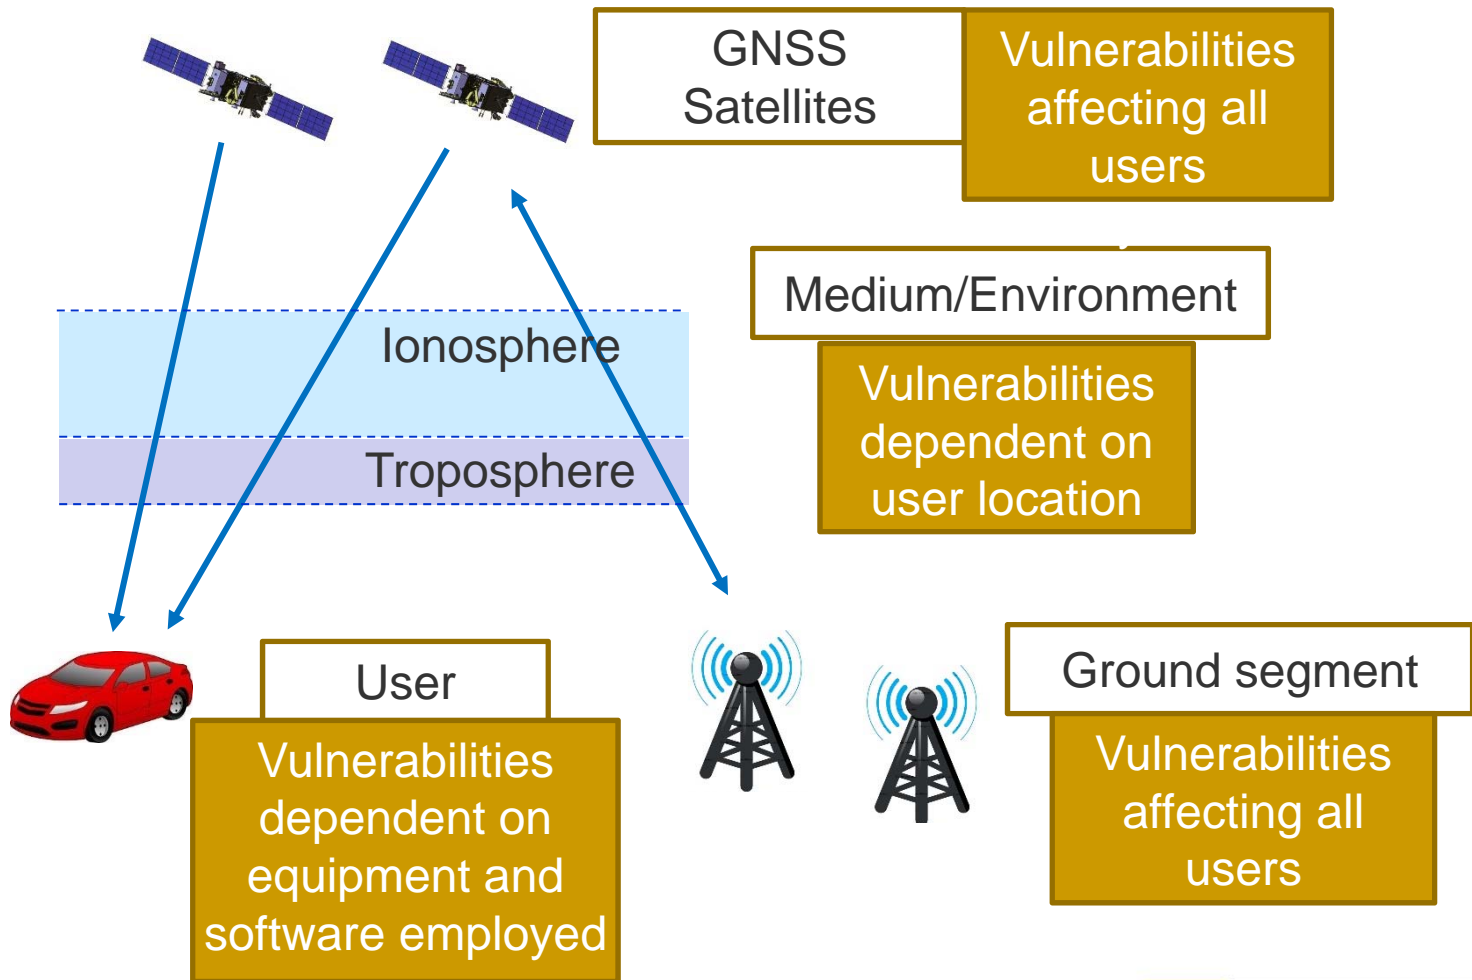 GNSS
Satellites
Vulnerabilities
affecting all
users
Medium/Environment
Vulnerabilities
dependent on
user location
Ionosphere
Troposphere
User
Vulnerabilities
dependent on
equipment and
software employed
Ground segment
Vulnerabilities
affecting all
users